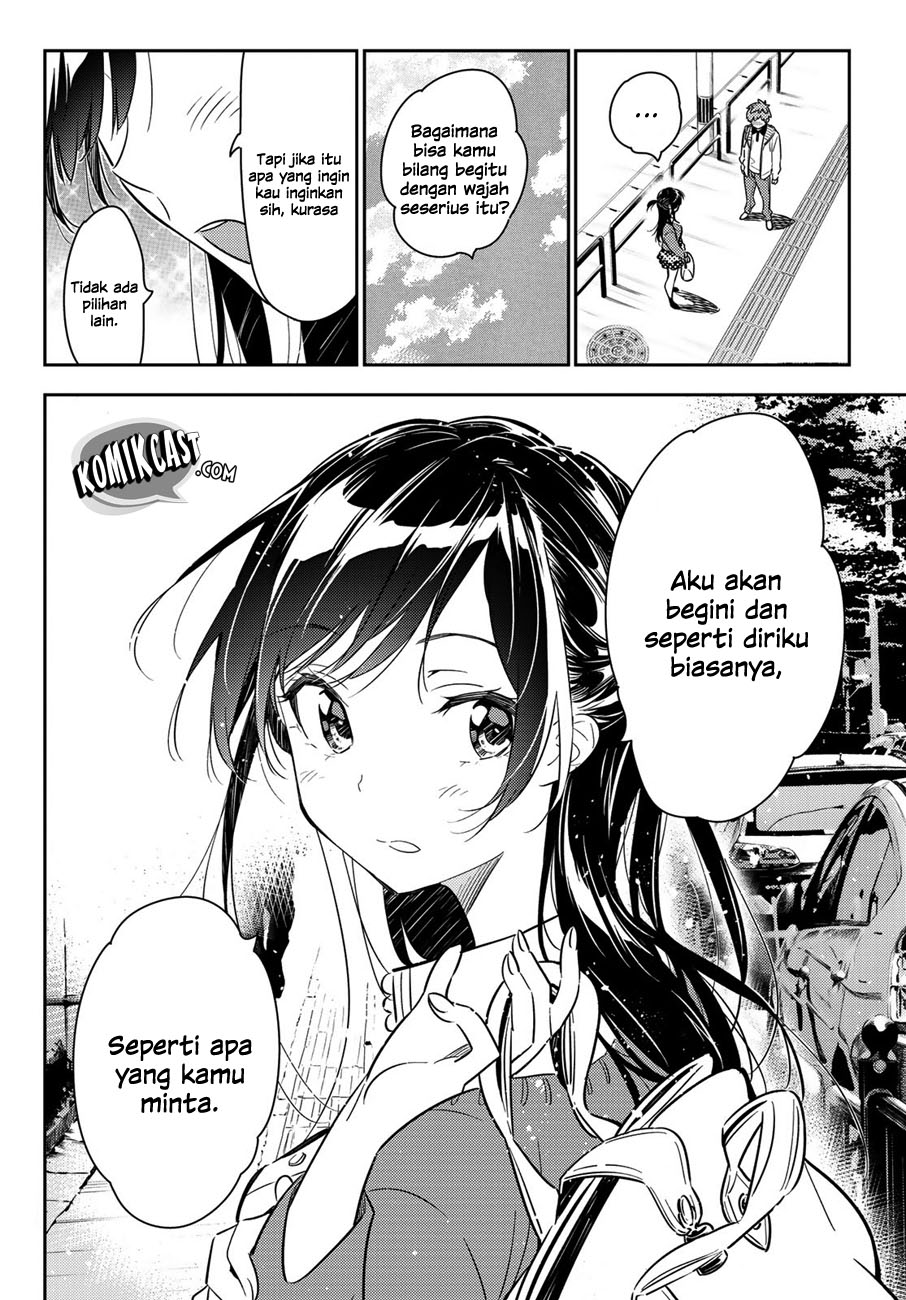 ...
Bagaimana
bisa kamu
bilang begitu
dengan wajah
seserius itu?
Tapi jika itu
apa yang ingin
kau inginkan
sih, kurasa
Tidak ada
pilihan
lain.
KOMIKCAST
.COM
Aku akan
begini dan
seperti diriku
biasanya,
Seperti apa
yang kamu
minta.